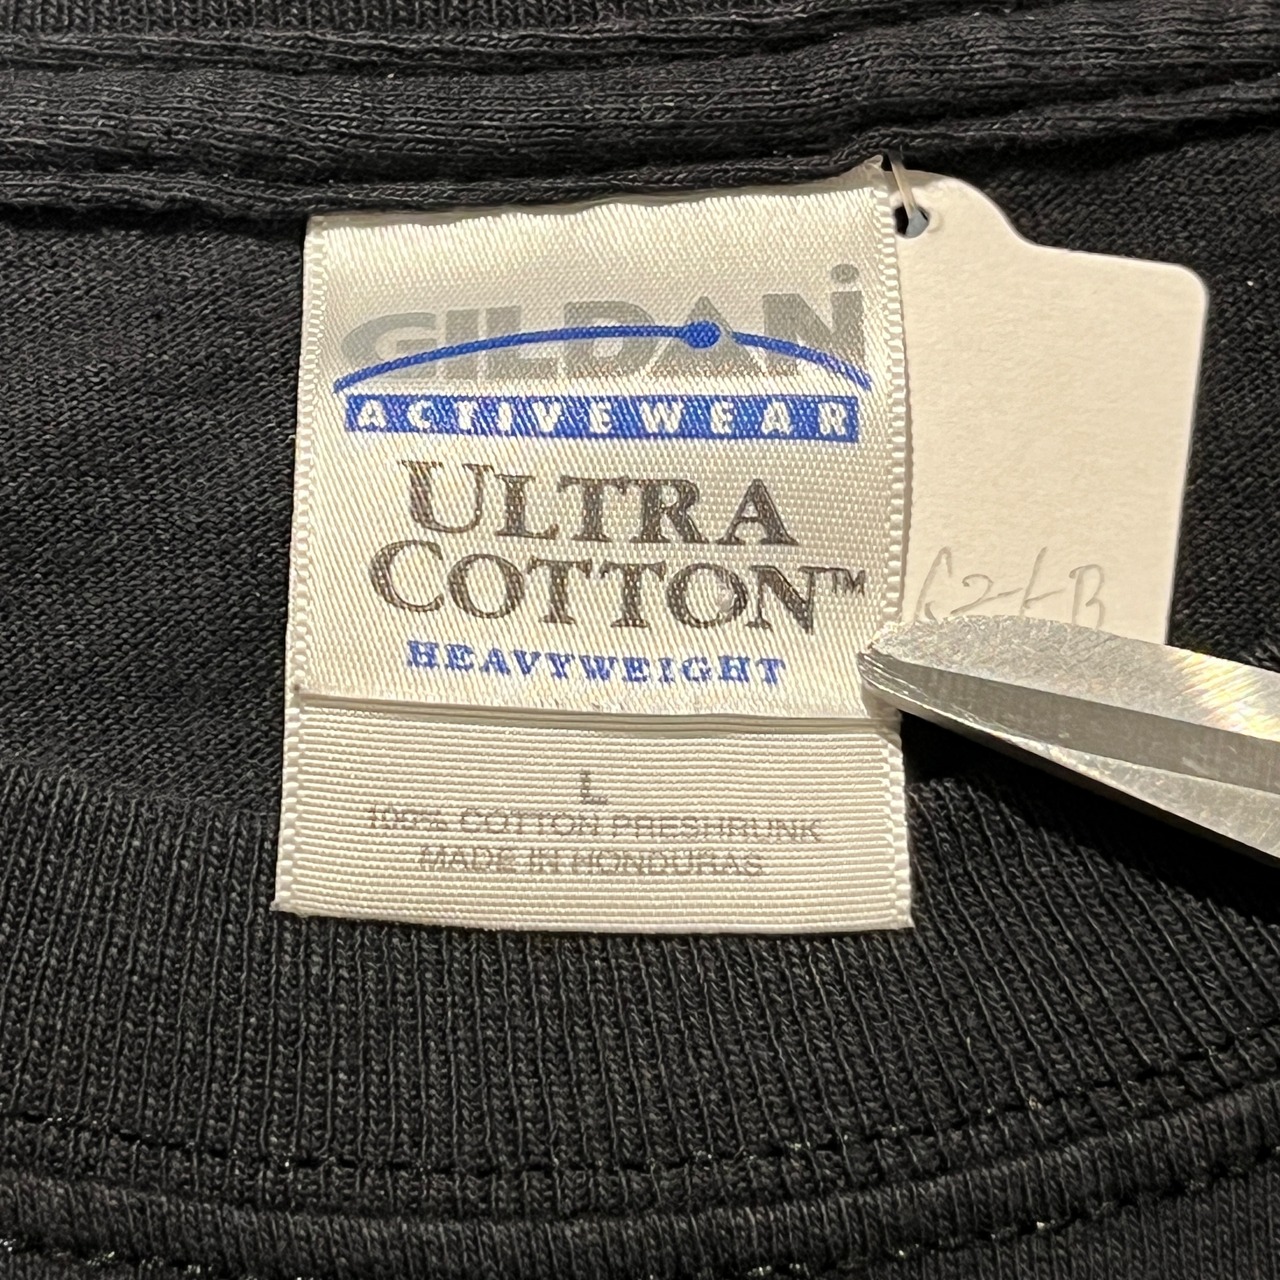 GILDAN
ACTIVEWEAR
ULTRA
COTTON™
HEAVYWEIGHT
L
100% COTTON PRESHRUNK
MADE IN HONDURAS